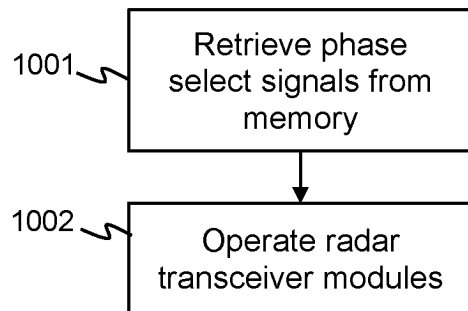 1001
Retrieve phase
select signals from
memory
1002
Operate radar
transceiver modules